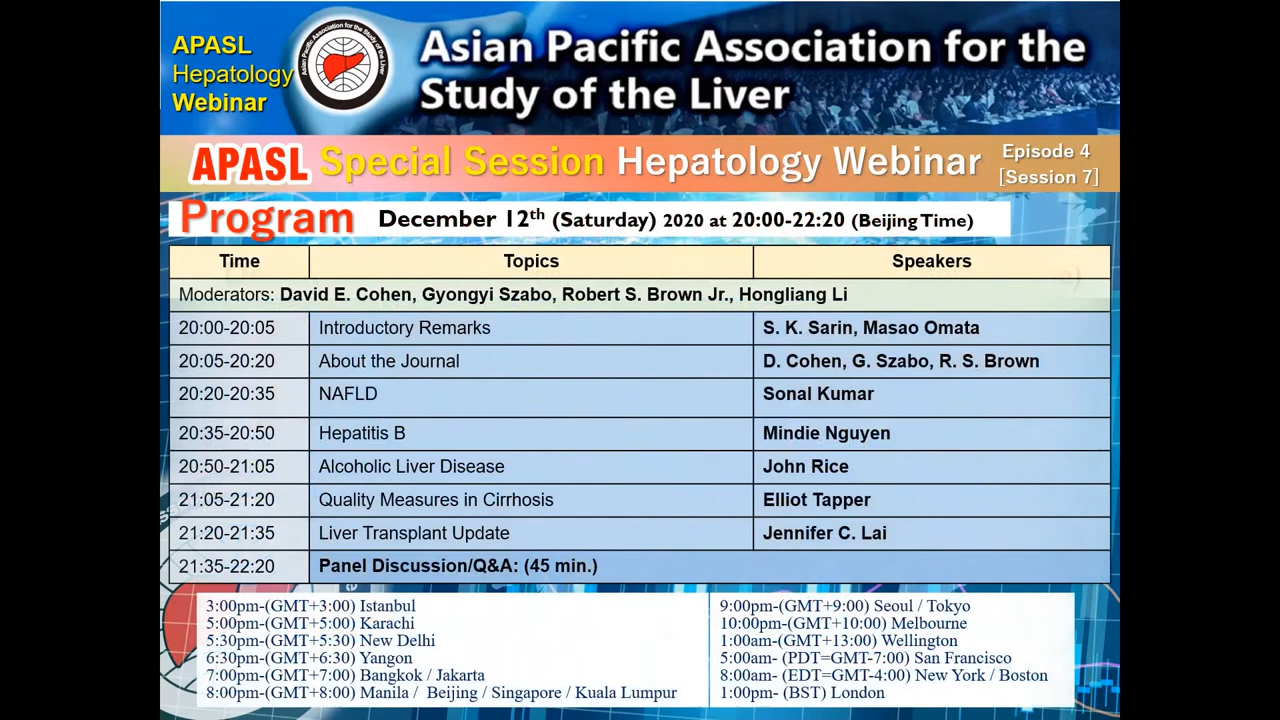 APASL
Hepatology
Webinar
Asian Pacific Association for the Study of the Liver
Asian Pacific Association for the
Study of the Liver
APASL Special Session Hepatology Webinar
Episode 4
[Session 7]
Program December 12th (Saturday) 2020 at 20:00-22:20 (Beijing Time)
Time Topics Speakers
Moderators: David E. Cohen, Gyongyi Szabo, Robert S. Brown Jr., Hongliang Li
20:00-20:05 Introductory Remarks S. K. Sarin, Masao Omata
20:05-20:20 About the Journal D. Cohen, G. Szabo, R. S. Brown
20:20-20:35 NAFLD Sonal Kumar
20:35-20:50 Hepatitis B Mindie Nguyen
20:50-21:05 Alcoholic Liver Disease John Rice
21:05-21:20 Quality Measures in Cirrhosis Elliot Tapper
21:20-21:35 Liver Transplant Update Jennifer C. Lai
21:35-22:20 Panel Discussion/Q&A: (45 min.)
3:00pm-(GMT+3:00) Istanbul
5:00pm-(GMT+5:00) Karachi
5:30pm-(GMT+5:30) New Delhi
6:30pm-(GMT+6:30) Yangon
7:00pm-(GMT+7:00) Bangkok / Jakarta
8:00pm-(GMT+8:00) Manila / Beijing / Singapore / Kuala Lumpur
9:00pm-(GMT+9:00) Seoul / Tokyo
10:00pm-(GMT+10:00) Melbourne
1:00am-(GMT+13:00) Wellington
5:00am- (PDT=GMT-7:00) San Francisco
8:00am- (EDT=GMT-4:00) New York / Boston
1:00pm- (BST) London